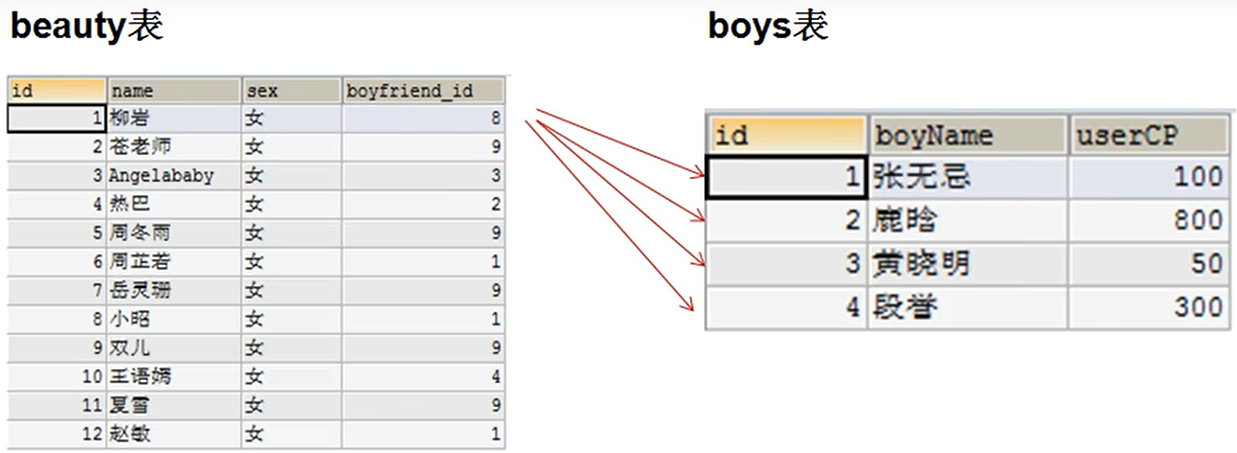 beauty表
id name sex boyfriend_id
1 柳岩 女 8
2 苍老师 女 9
3 Angelababy 女 3
4 热巴 女 2
5 周冬雨 女 9
6 周芷若 女 1
7 岳灵珊 女 9
8 小昭 女 1
9 双儿 女 9
10 王语嫣 女 4
11 夏雪 女 9
12 赵敏 女 1
boys表
id boyName userCP
1 张无忌 100
2 鹿晗 800
3 黄晓明 50
4 段誉 300